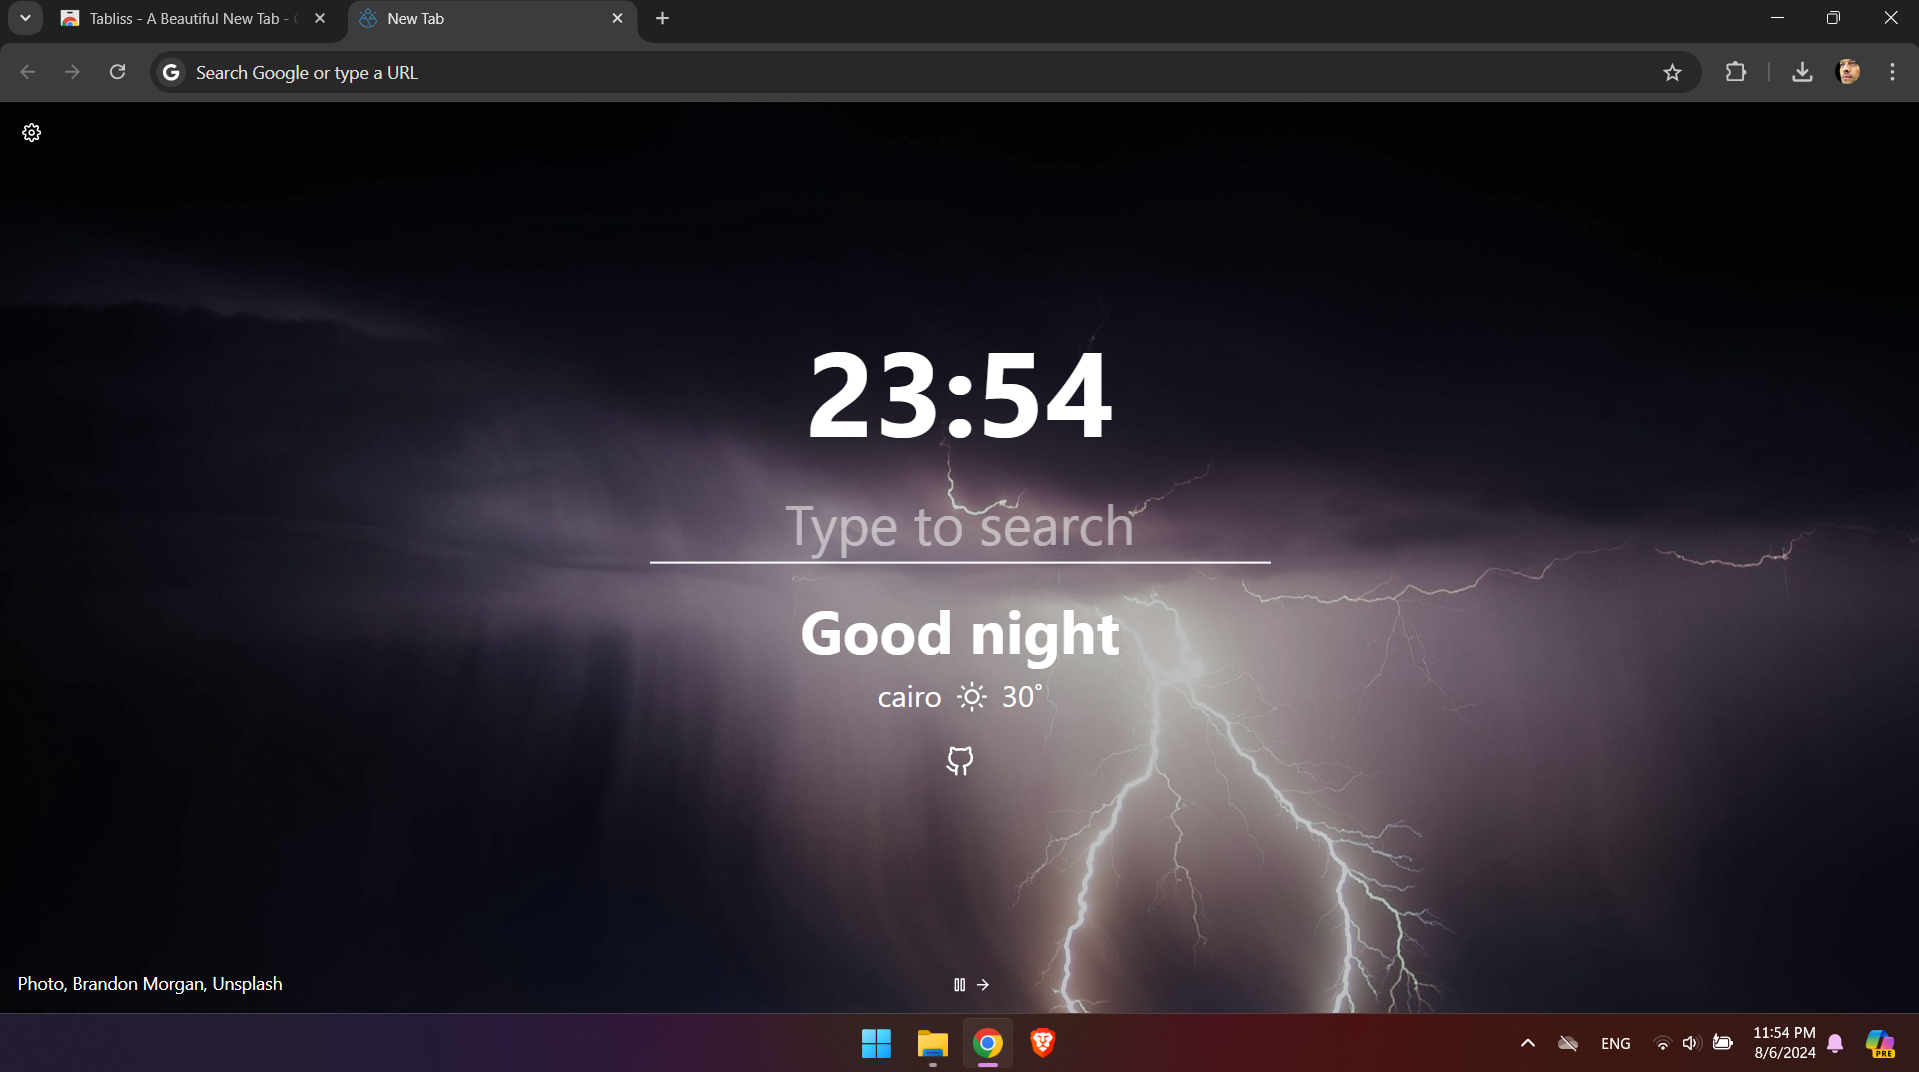 Tabliss - A Beautiful New Tab -
New Tab
Search Google or type a URL
23:54
Type to search
Good night
cairo 30°
Photo, Brandon Morgan, Unsplash
ENG
11:54 PM
8/6/2024
PRE